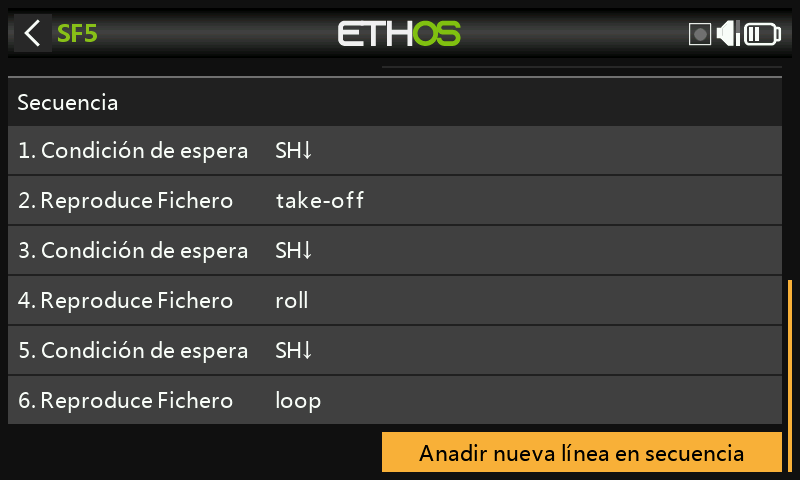 SF5
ETHOS
Secuencia
1. Condición de espera SH↓
2. Reproduce Fichero take-off
3. Condición de espera SH↓
4. Reproduce Fichero roll
5. Condición de espera SH↓
6. Reproduce Fichero loop
Anadir nueva línea en secuencia